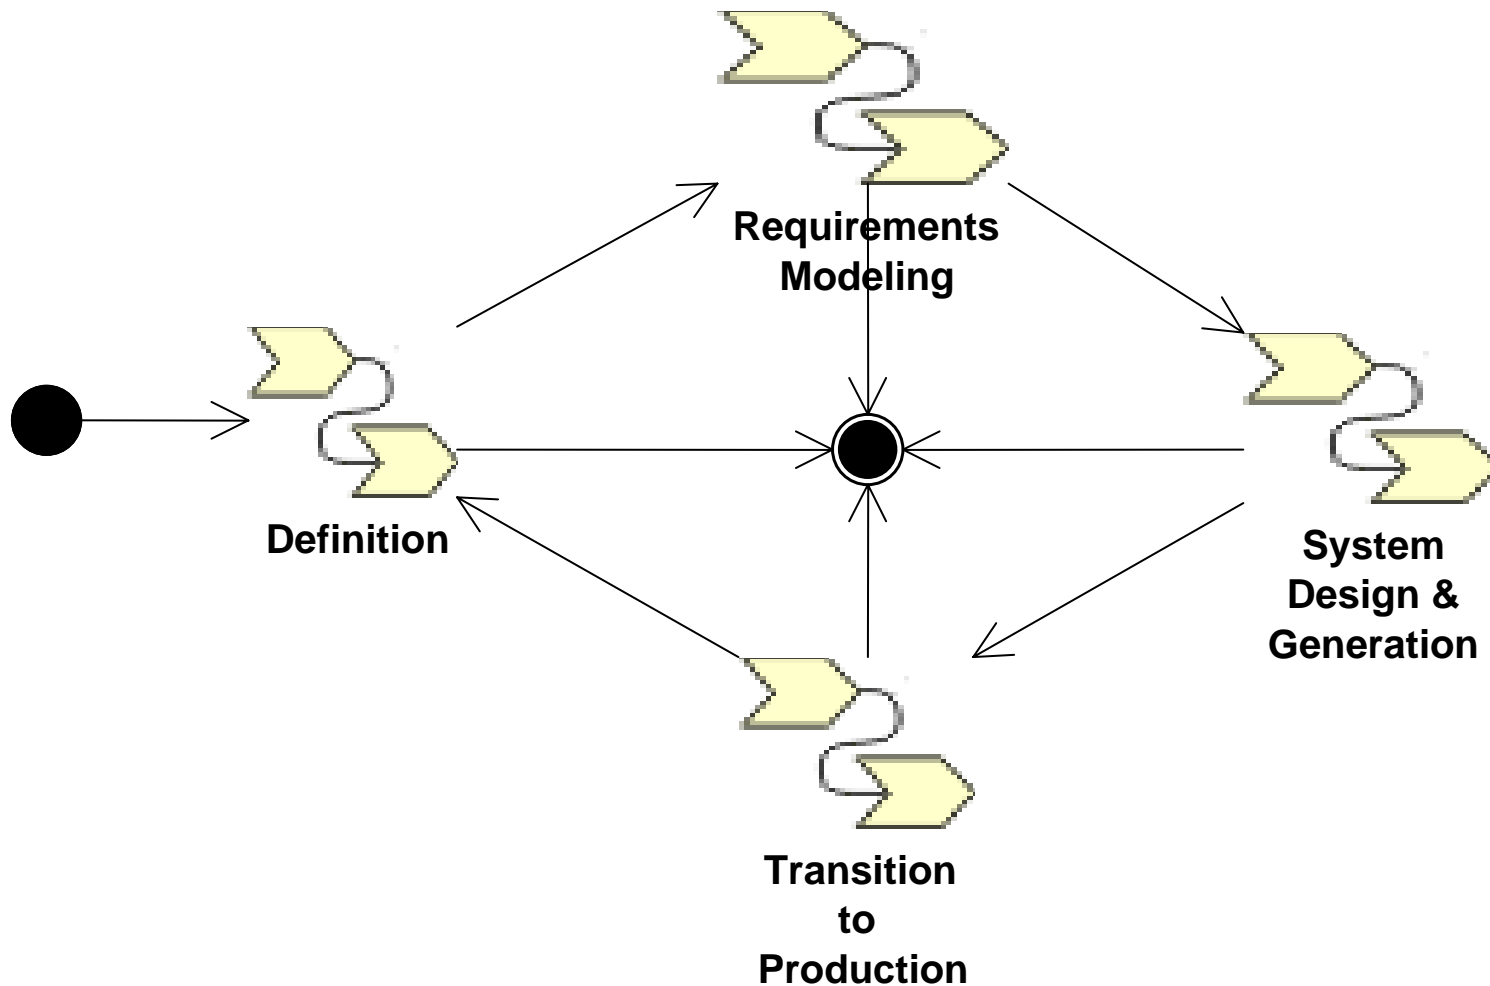 Requirements
Modeling
Definition
System
Design &
Generation
Transition
to
Production